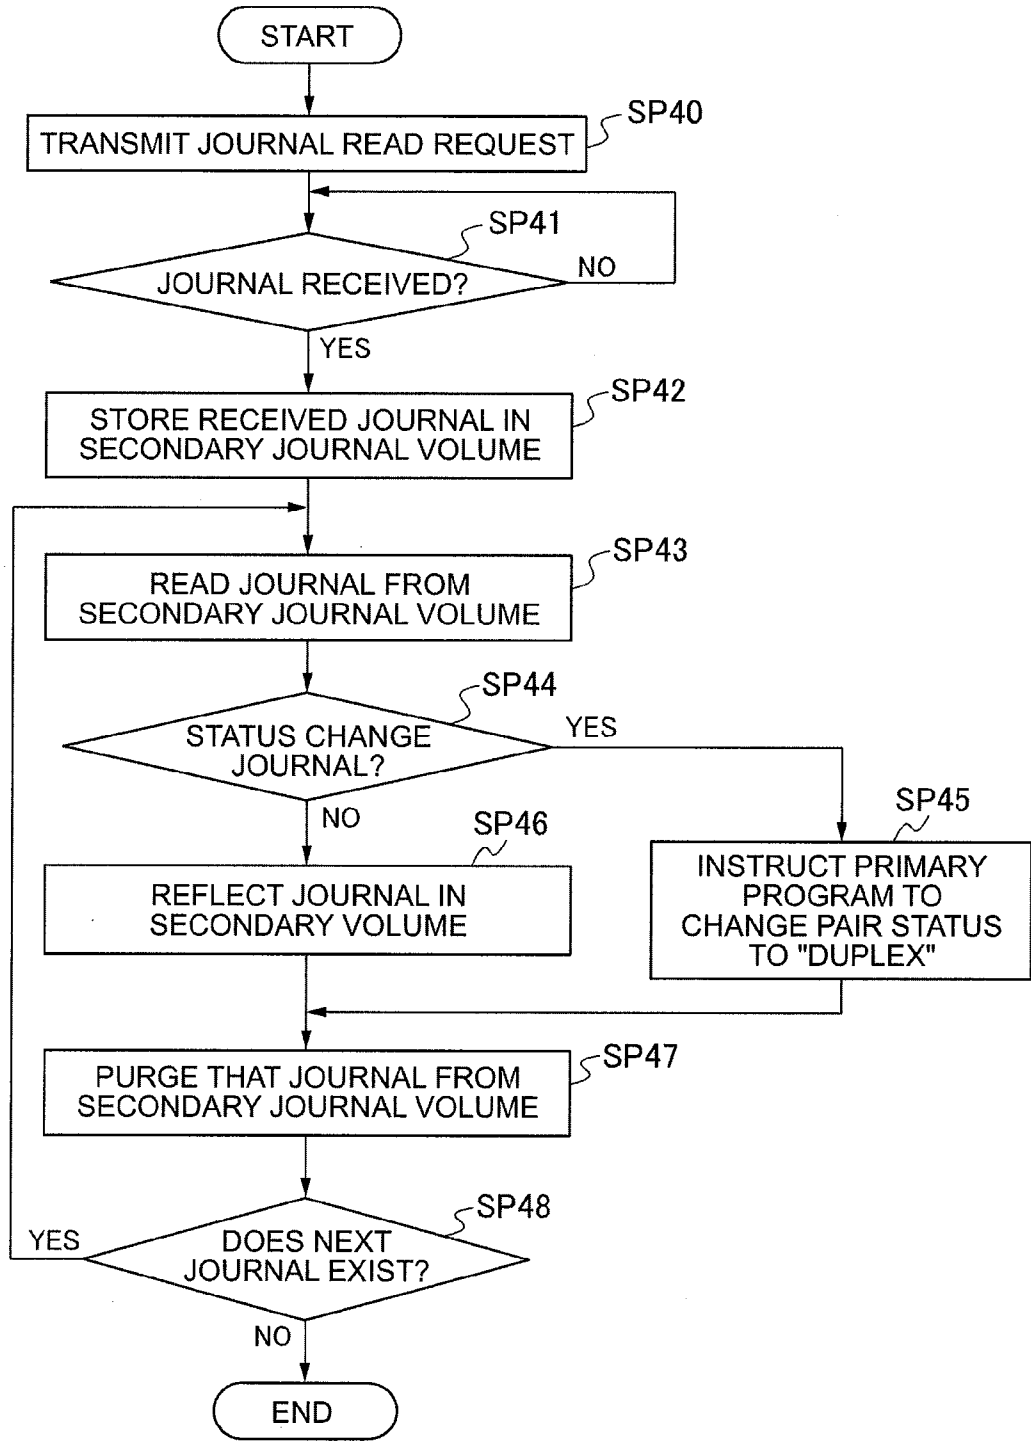 START
SP40
TRANSMIT JOURNAL READ REQUEST
SP41
JOURNAL RECEIVED?
NO
YES
SP42
STORE RECEIVED JOURNAL IN
SECONDARY JOURNAL VOLUME
SP43
READ JOURNAL FROM
SECONDARY JOURNAL VOLUME
SP44
STATUS CHANGE
JOURNAL?
YES
NO
SP45
INSTRUCT PRIMARY
PROGRAM TO
CHANGE PAIR STATUS
TO "DUPLEX"
SP46
REFLECT JOURNAL IN
SECONDARY VOLUME
SP47
PURGE THAT JOURNAL FROM
SECONDARY JOURNAL VOLUME
SP48
DOES NEXT
JOURNAL EXIST?
YES
NO
END